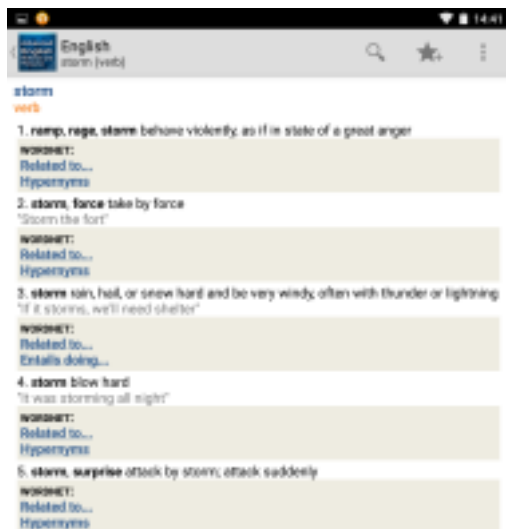 14:41
English
storm (verb)
storm
verb
1. ramp, rage, storm behave violently, as if in state of a great anger
WORDNET:
Related to...
Hypernyms
2. storm, force take by force
"Storm the fort"
WORDNET:
Related to...
Hypernyms
3. storm rain, hail, or snow hard and be very windy, often with thunder or lightning
"If it storms, we'll need shelter"
WORDNET:
Related to...
Entails doing...
4. storm blow hard
"It was storming all night"
WORDNET:
Related to...
Hypernyms
5. storm, surprise attack by storm; attack suddenly
WORDNET:
Related to...
Hypernyms